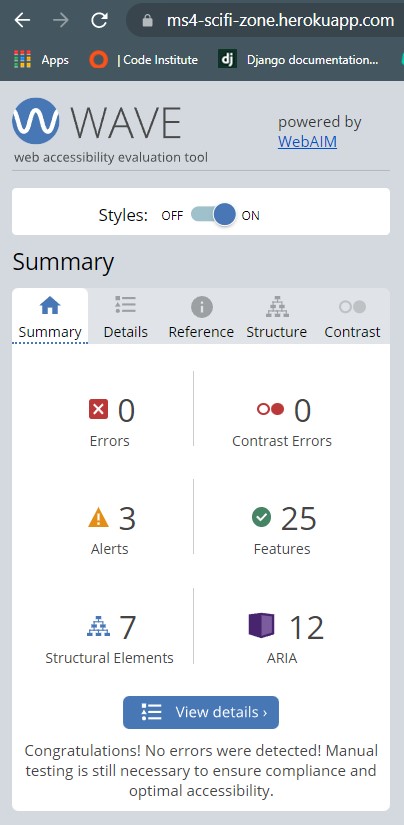 ms4-scifi-zone.herokuapp.com
Apps | Code Institute dj Django documentation...
WAVE
web accessibility evaluation tool
powered by
WebAIM
Styles: OFF ON
Summary
Summary Details Reference Structure Contrast
0 0
Errors Contrast Errors
3 25
Alerts Features
7 12
Structural Elements ARIA
View details ›
Congratulations! No errors were detected! Manual
testing is still necessary to ensure compliance and
optimal accessibility.